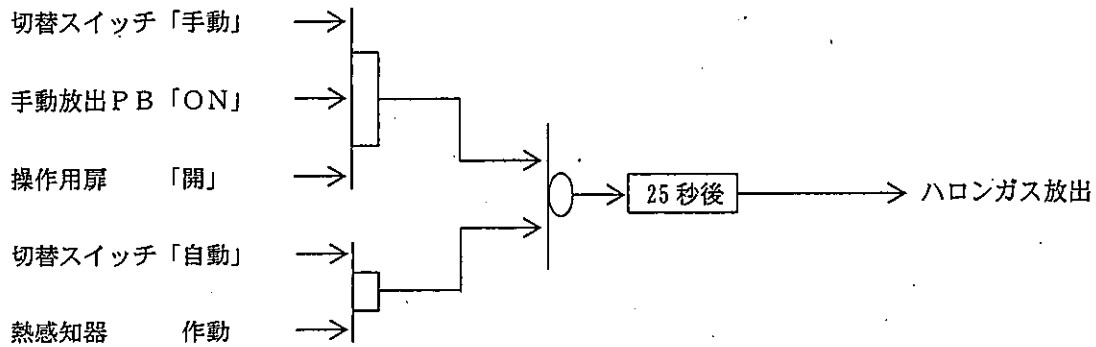 切替スイッチ「手動」
手動放出PB「ON」
操作用扉 「開」
25秒後
ハロンガス放出
切替スイッチ「自動」
熱感知器 作動